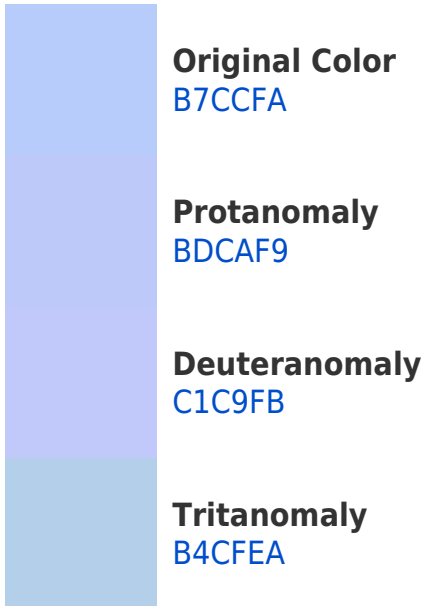 Original Color
B7CCFA
Protanomaly
BDCAF9
Deuteranomaly
C1C9FB
Tritanomaly
B4CFEA